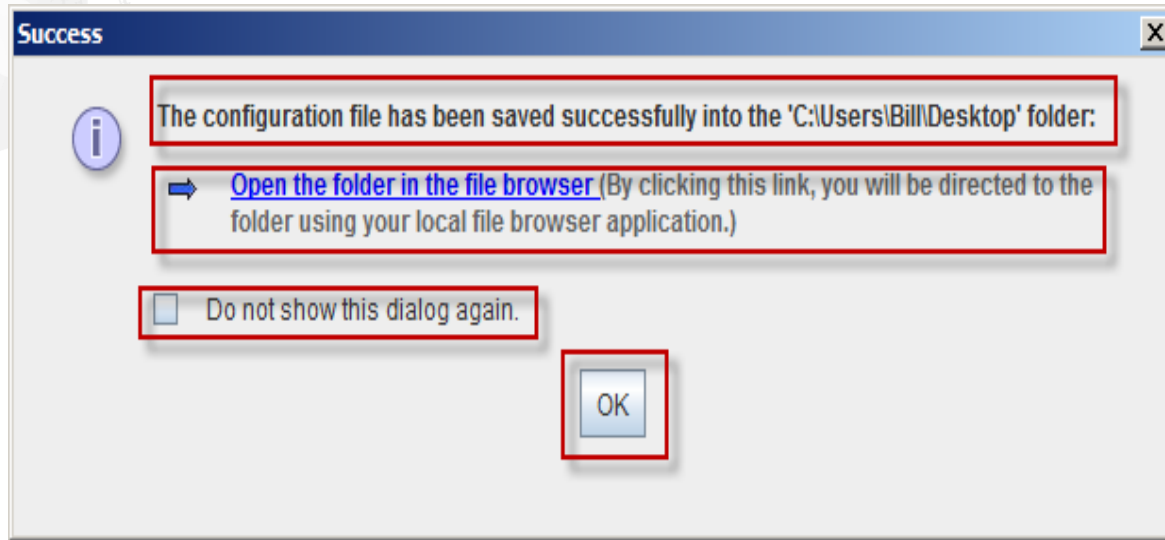 Success
X
The configuration file has been saved successfully into the 'C:\Users\Bill\Desktop' folder:
Open the folder in the file browser (By clicking this link, you will be directed to the
folder using your local file browser application.)
Do not show this dialog again.
OK